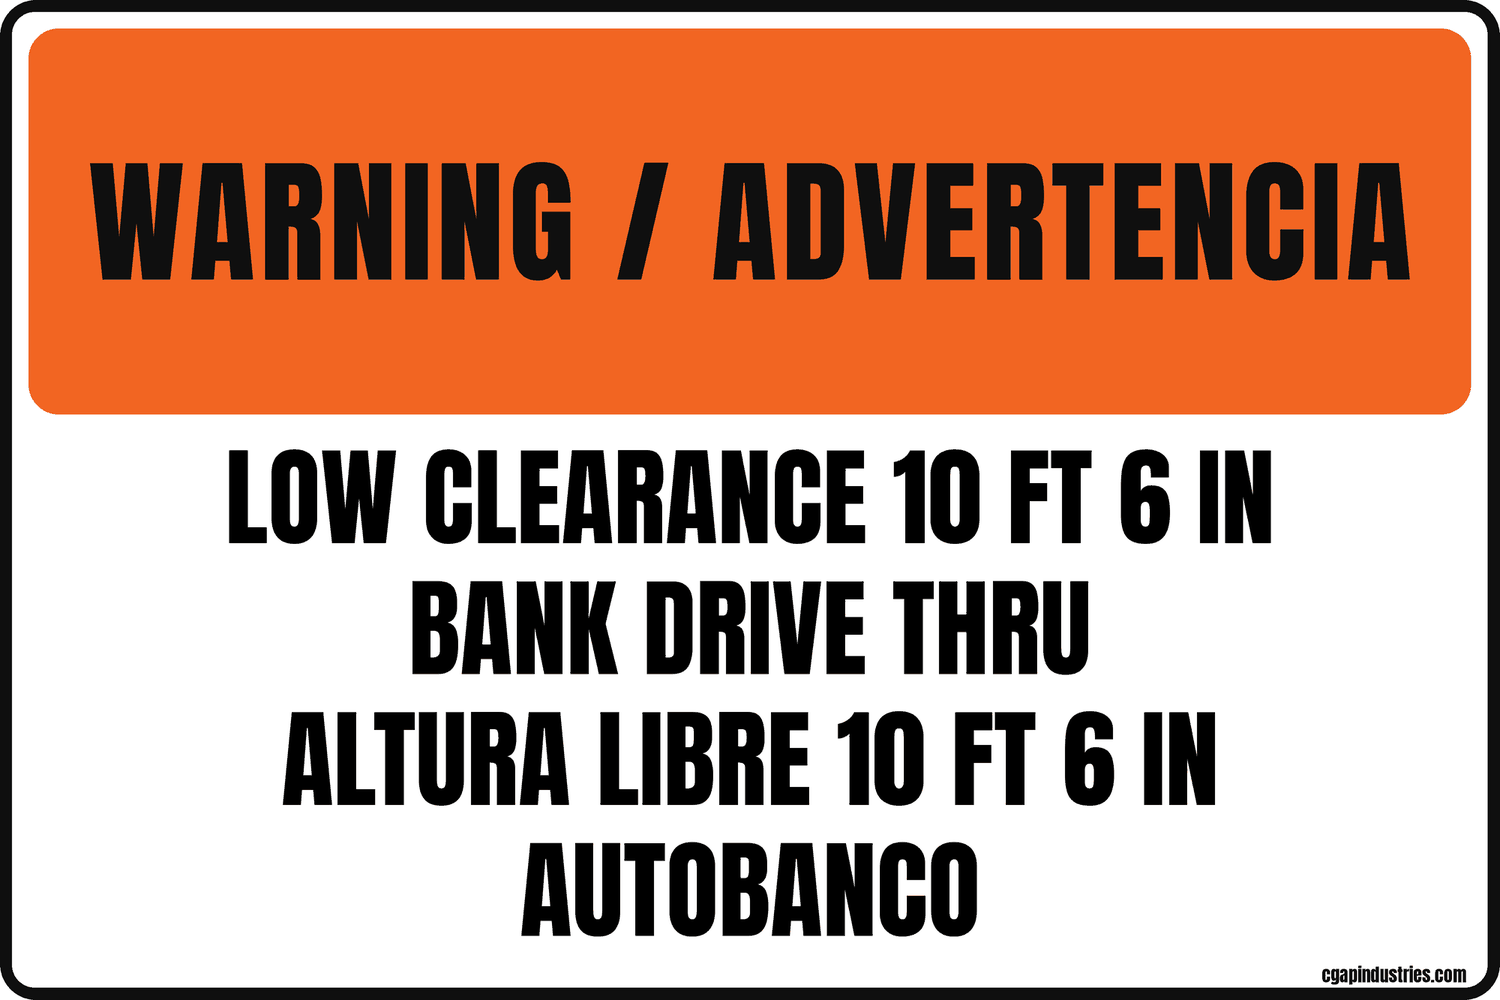 WARNING / ADVERTENCIA
LOW CLEARANCE 10 FT 6 IN
BANK DRIVE THRU
ALTURA LIBRE 10 FT 6 IN
AUTOBANCO
cgapindustries.com